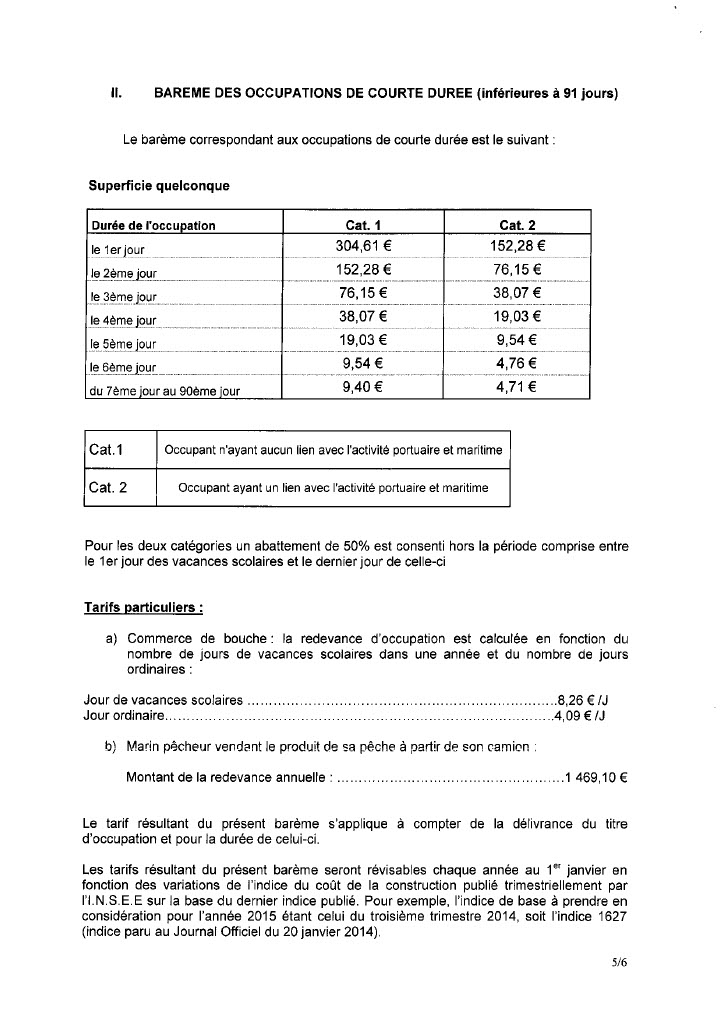 II. BAREME DES OCCUPATIONS DE COURTE DUREE (inférieures à 91 jours)
Le barème correspondant aux occupations de courte durée est le suivant :
Superficie quelconque
Durée de l'occupation Cat. 1 Cat. 2
le 1er jour 304,61 € 152,28 €
le 2ème jour 152,28 € 76,15 €
le 3ème jour 76,15 € 38,07 €
le 4ème jour 38,07 € 19,03 €
le 5ème jour 19,03 € 9,54 €
le 6ème jour 9,54 € 4,76 €
du 7ème jour au 90ème jour 9,40 € 4,71 €
Cat.1 Occupant n'ayant aucun lien avec l'activité portuaire et maritime
Cat. 2 Occupant ayant un lien avec l'activité portuaire et maritime
Pour les deux catégories un abattement de 50% est consenti hors la période comprise entre
le 1er jour des vacances scolaires et le dernier jour de celle-ci
Tarifs particuliers :
a) Commerce de bouche : la redevance d'occupation est calculée en fonction du
nombre de jours de vacances scolaires dans une année et du nombre de jours
ordinaires :
Jour de vacances scolaires ........................................................................8,26 € /J
Jour ordinaire..........................................................................................4,09 € /J
b) Marin pêcheur vendant le produit de sa pêche à partir de son camion :
Montant de la redevance annuelle : ....................................................1 469,10 €
Le tarif résultant du présent barème s'applique à compter de la délivrance du titre
d'occupation et pour la durée de celui-ci.
Les tarifs résultant du présent barème seront révisables chaque année au 1er janvier en
fonction des variations de l'indice du coût de la construction publié trimestriellement par
l'I.N.S.E.E sur la base du dernier indice publié. Pour exemple, l'indice de base à prendre en
considération pour l'année 2015 étant celui du troisième trimestre 2014, soit l'indice 1627
(indice paru au Journal Officiel du 20 janvier 2014).
5/6